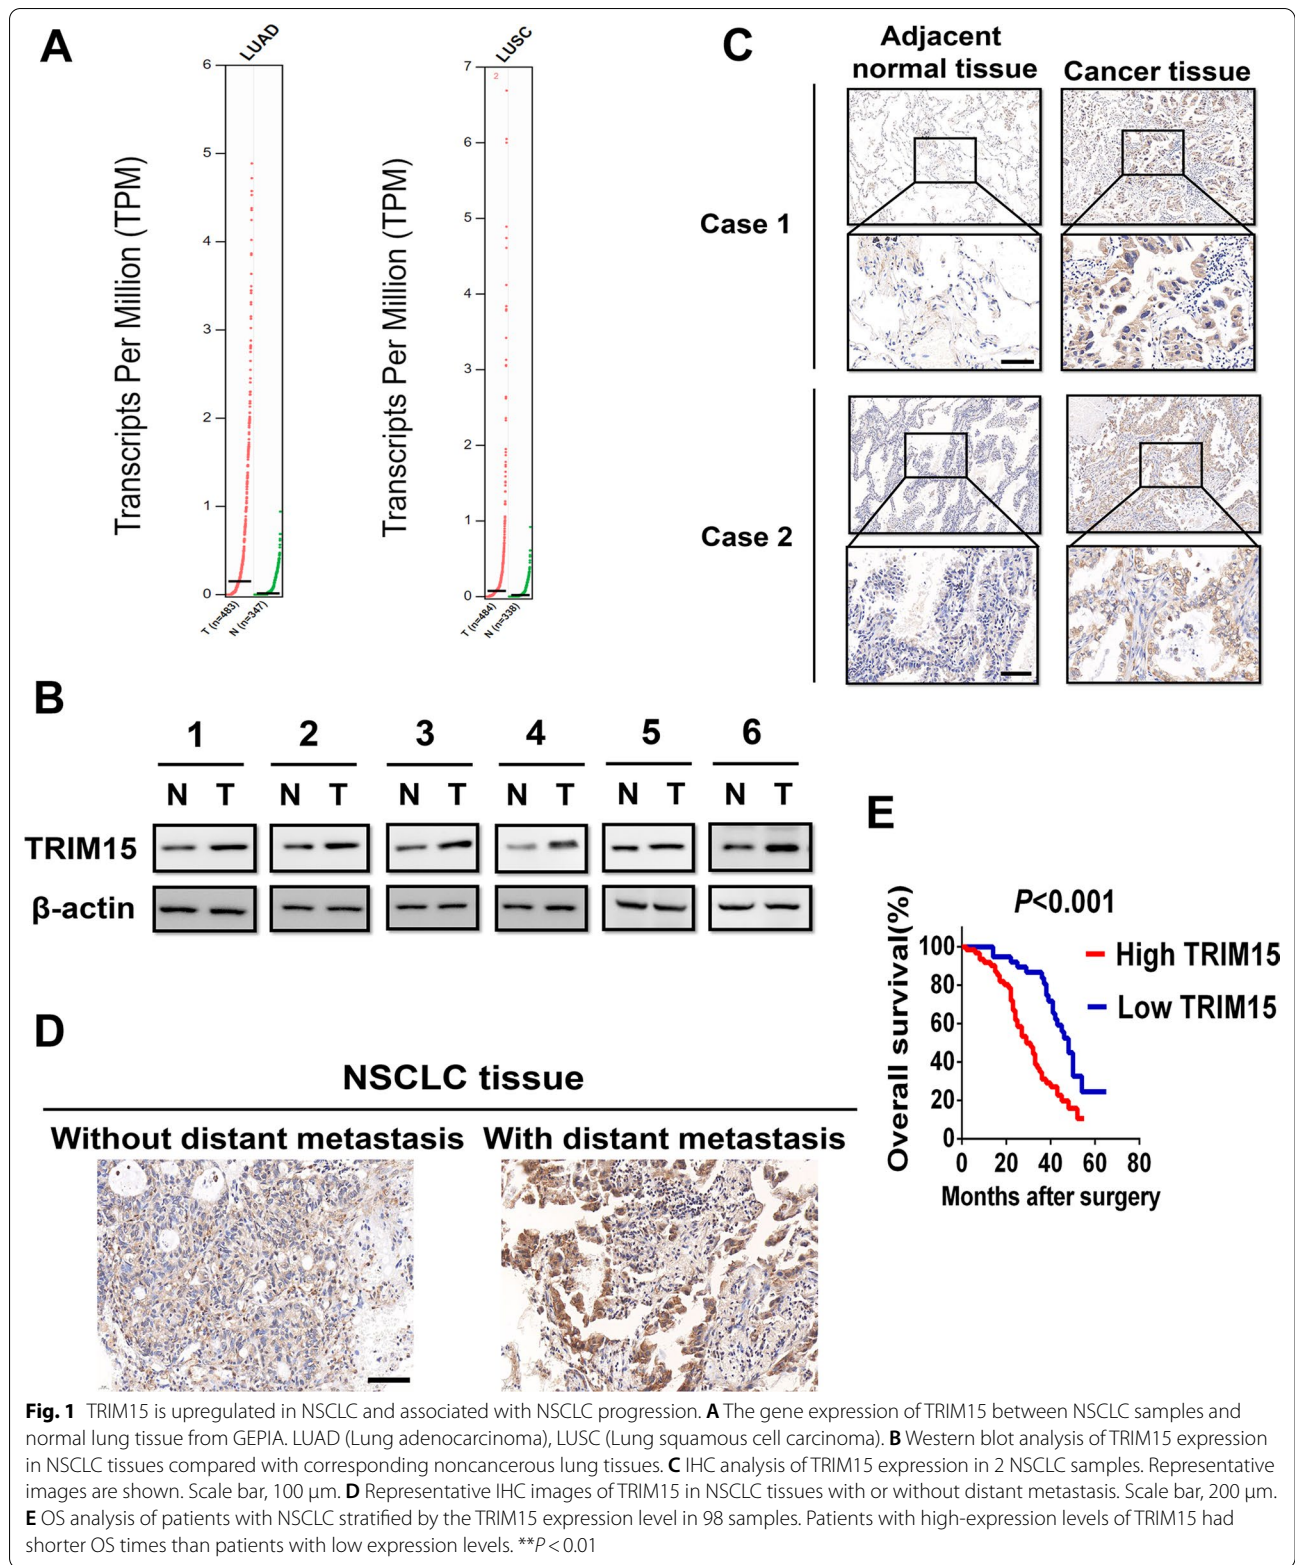 A
LUAD
Transcripts Per Million (TPM)
6
5
4
3
2
1
0
T (n=483)
N (n=347)
LUSC
Transcripts Per Million (TPM)
7
2
6
5
4
3
2
1
0
T (n=484)
N (n=338)
B
1 2 3 4 5 6
N T N T N T N T N T N T
TRIM15
β-actin
C
Adjacent
normal tissue
Cancer tissue
Case 1
Case 2
D
NSCLC tissue
Without distant metastasis With distant metastasis
E
P<0.001
Overall survival(%)
100
80
60
40
20
0
0 20 40 60 80
Months after surgery
High TRIM15
Low TRIM15
Fig. 1 TRIM15 is upregulated in NSCLC and associated with NSCLC progression. A The gene expression of TRIM15 between NSCLC samples and
normal lung tissue from GEPIA. LUAD (Lung adenocarcinoma), LUSC (Lung squamous cell carcinoma). B Western blot analysis of TRIM15 expression
in NSCLC tissues compared with corresponding noncancerous lung tissues. C IHC analysis of TRIM15 expression in 2 NSCLC samples. Representative
images are shown. Scale bar, 100 μm. D Representative IHC images of TRIM15 in NSCLC tissues with or without distant metastasis. Scale bar, 200 μm.
E OS analysis of patients with NSCLC stratified by the TRIM15 expression level in 98 samples. Patients with high-expression levels of TRIM15 had
shorter OS times than patients with low expression levels. **P < 0.01